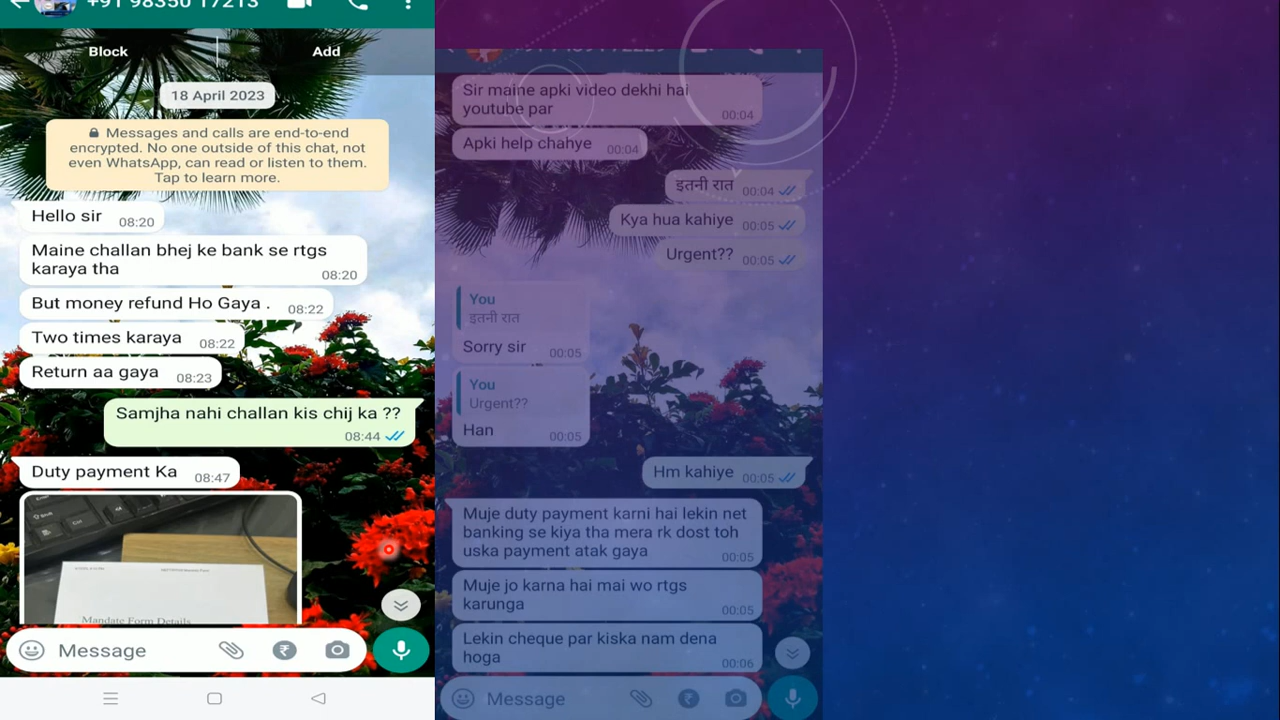 +91 98350 17213
Block
Add
18 April 2023
Messages and calls are end-to-end
encrypted. No one outside of this chat, not
even WhatsApp, can read or listen to them.
Tap to learn more.
Hello sir 08:20
Maine challan bhej ke bank se rtgs
karaya tha 08:20
But money refund Ho Gaya . 08:22
Two times karaya 08:22
Return aa gaya 08:23
Samjha nahi challan kis chij ka ??
08:44
Duty payment Ka 08:47
Mandate Form Details
Message
Sir maine apki video dekhi hai
youtube par 00:04
Apki help chahye 00:04
इतनी रात 00:04
Kya hua kahiye 00:05
Urgent?? 00:05
You
इतनी रात
Sorry sir 00:05
You
Urgent??
Han 00:05
Hm kahiye 00:05
Muje duty payment karni hai lekin net
banking se kiya tha mera rk dost toh
uska payment atak gaya 00:05
Muje jo karna hai mai wo rtgs
karunga 00:05
Lekin cheque par kiska nam dena
hoga 00:06
Message